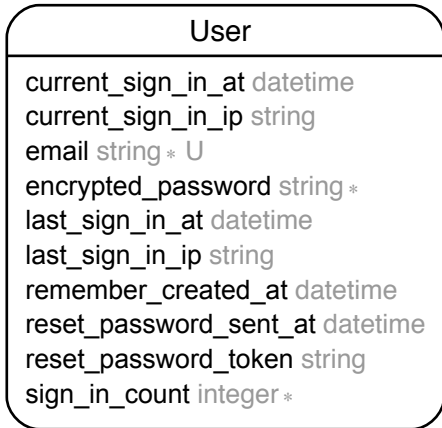 User
current_sign_in_at datetime
current_sign_in_ip string
email string * U
encrypted_password string *
last_sign_in_at datetime
last_sign_in_ip string
remember_created_at datetime
reset_password_sent_at datetime
reset_password_token string
sign_in_count integer *